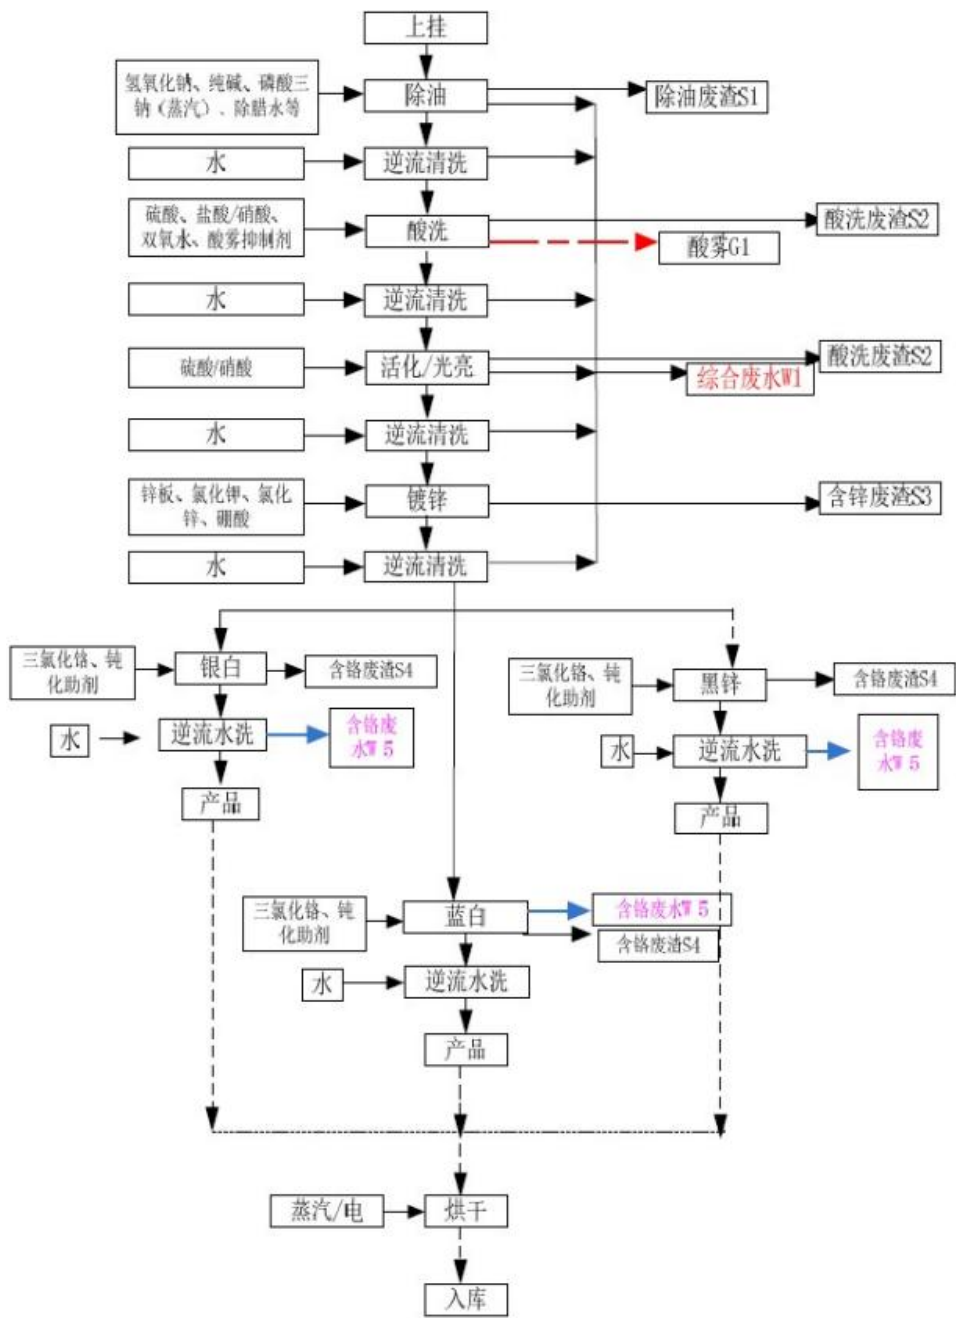 上挂
氢氧化钠、纯碱、磷酸三
钠（蒸汽）、除腊水等
除油
除油废渣S1
水
逆流清洗
硫酸、盐酸/硝酸、
双氧水、酸雾抑制剂
酸洗
酸洗废渣S2
酸雾G1
水
逆流清洗
硫酸/硝酸
活化/光亮
酸洗废渣S2
综合废水W1
水
逆流清洗
锌板、氯化钾、氯化
锌、硼酸
镀锌
含锌废渣S3
水
逆流清洗
三氯化铬、钝
化助剂
银白
含铬废渣S4
三氯化铬、钝
化助剂
黑锌
含铬废渣S4
水
逆流水洗
含铬废
水W 5
水
逆流水洗
含铬废
水W 5
产品
产品
三氯化铬、钝
化助剂
蓝白
含铬废水W 5
含铬废渣S4
水
逆流水洗
产品
蒸汽/电
烘干
入库